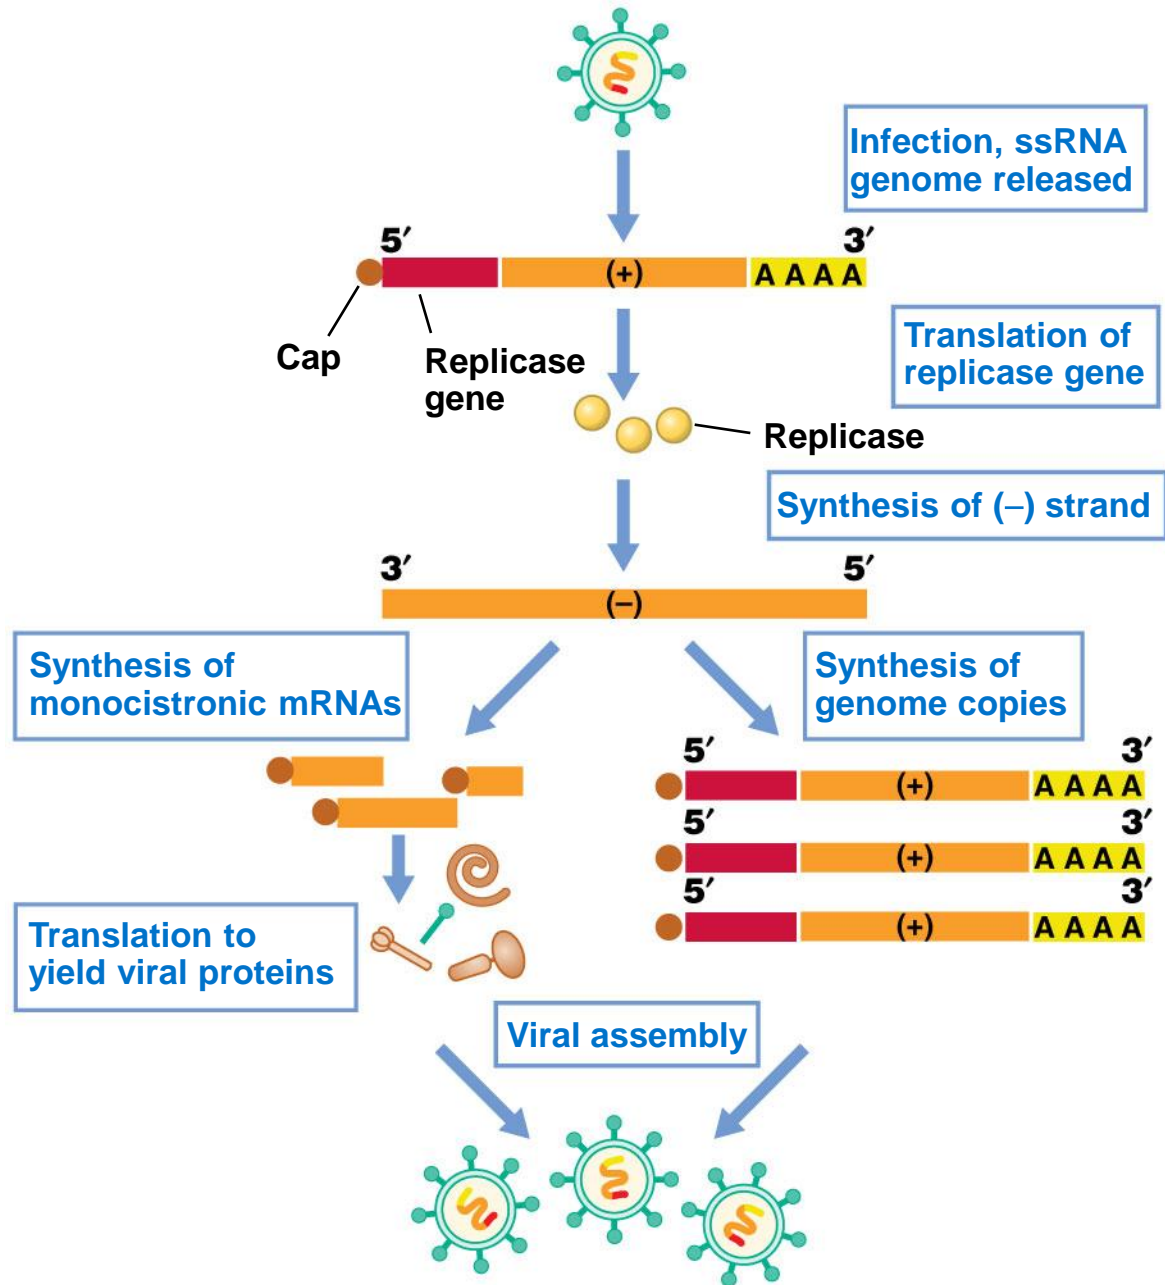 Infection, ssRNA
genome released
5′ 3′
(+) A A A A
Cap
Replicase
gene
Translation of
replicase gene
Replicase
Synthesis of (–) strand
3′ 5′
(–)
Synthesis of
monocistronic mRNAs
Synthesis of
genome copies
5′ 3′
(+) A A A A
5′ 3′
(+) A A A A
5′ 3′
(+) A A A A
Translation to
yield viral proteins
Viral assembly